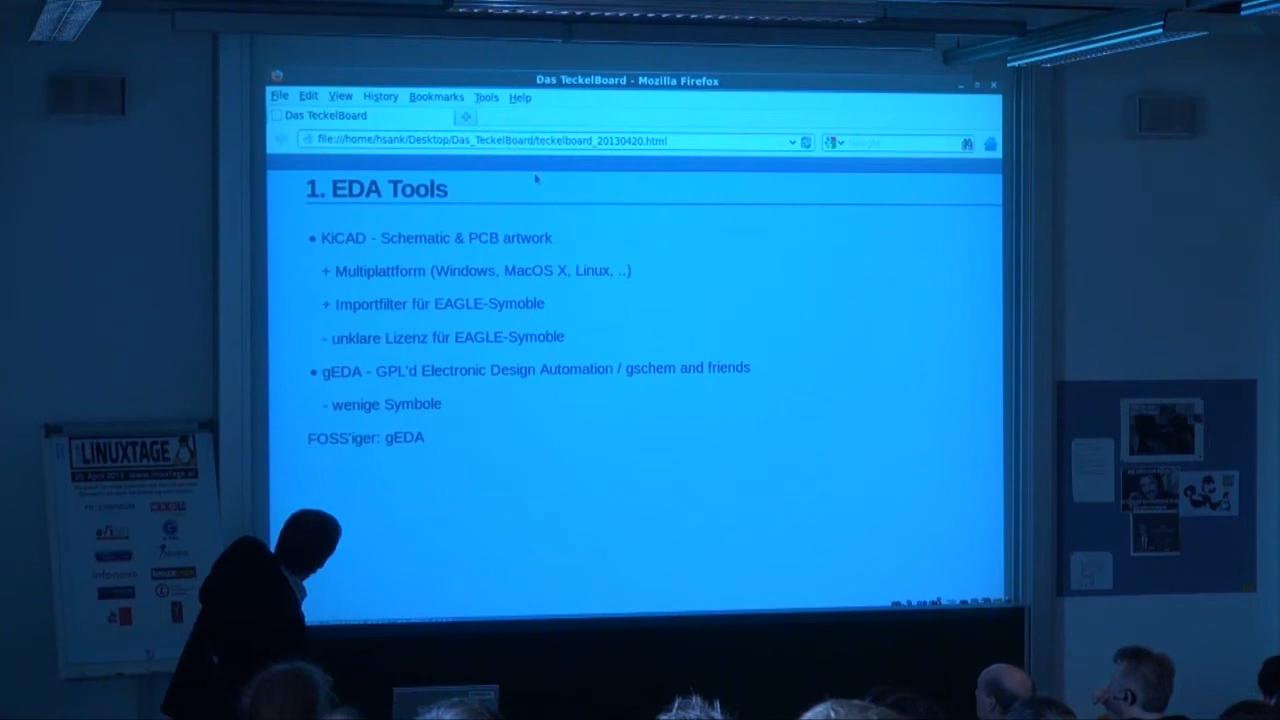 Das TeckelBoard - Mozilla Firefox
File Edit View History Bookmarks Tools Help
Das TeckelBoard
file:///home/hsank/Desktop/Das_TeckelBoard/teckelboard_20130420.html
Google
1. EDA Tools
• KiCAD - Schematic & PCB artwork
+ Multiplattform (Windows, MacOS X, Linux, ..)
+ Importfilter für EAGLE-Symoble
- unklare Lizenz für EAGLE-Symoble
• gEDA - GPL'd Electronic Design Automation / gschem and friends
- wenige Symbole
FOSS'iger: gEDA
LINUXTAGE